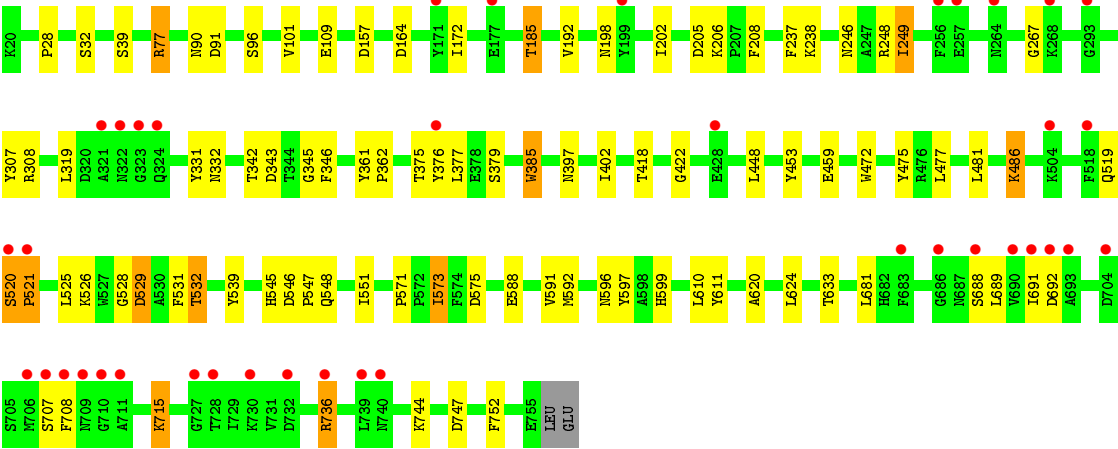 K20 P28 S32 S39 R77 N90 D91 S96 V101 E109 D157 D164 Y171 I172 E177 T185 V192 N198 Y199 I202 D205 K206 P207 F208 F237 K238 N246 A247 R248 I249 F256 E257 N264 G267 K268 G293
Y307 R308 L319 D320 A321 N322 G323 Q324 Y331 N332 T342 D343 T344 G345 F346 Y361 P362 T375 Y376 L377 E378 S379 W385 N397 I402 T418 G422 E428 L448 Y453 E459 W472 Y475 R476 L477 L481 K486 K504 F518 Q519
S520 P521 L525 K526 W527 G528 D529 A530 F531 T532 Y539 H545 D546 P547 Q548 I551 P571 P572 I573 F574 D575 E588 V591 M592 N596 Y597 A598 H599 L610 Y611 A620 L624 T633 L681 H682 F683 G686 N687 S688 L689 V690 I691 D692 A693 D704
S705 M706 S707 F708 N709 G710 A711 K715 G727 T728 I729 K730 V731 D732 R736 L739 N740 K744 D747 F752 E755 LEU GLU